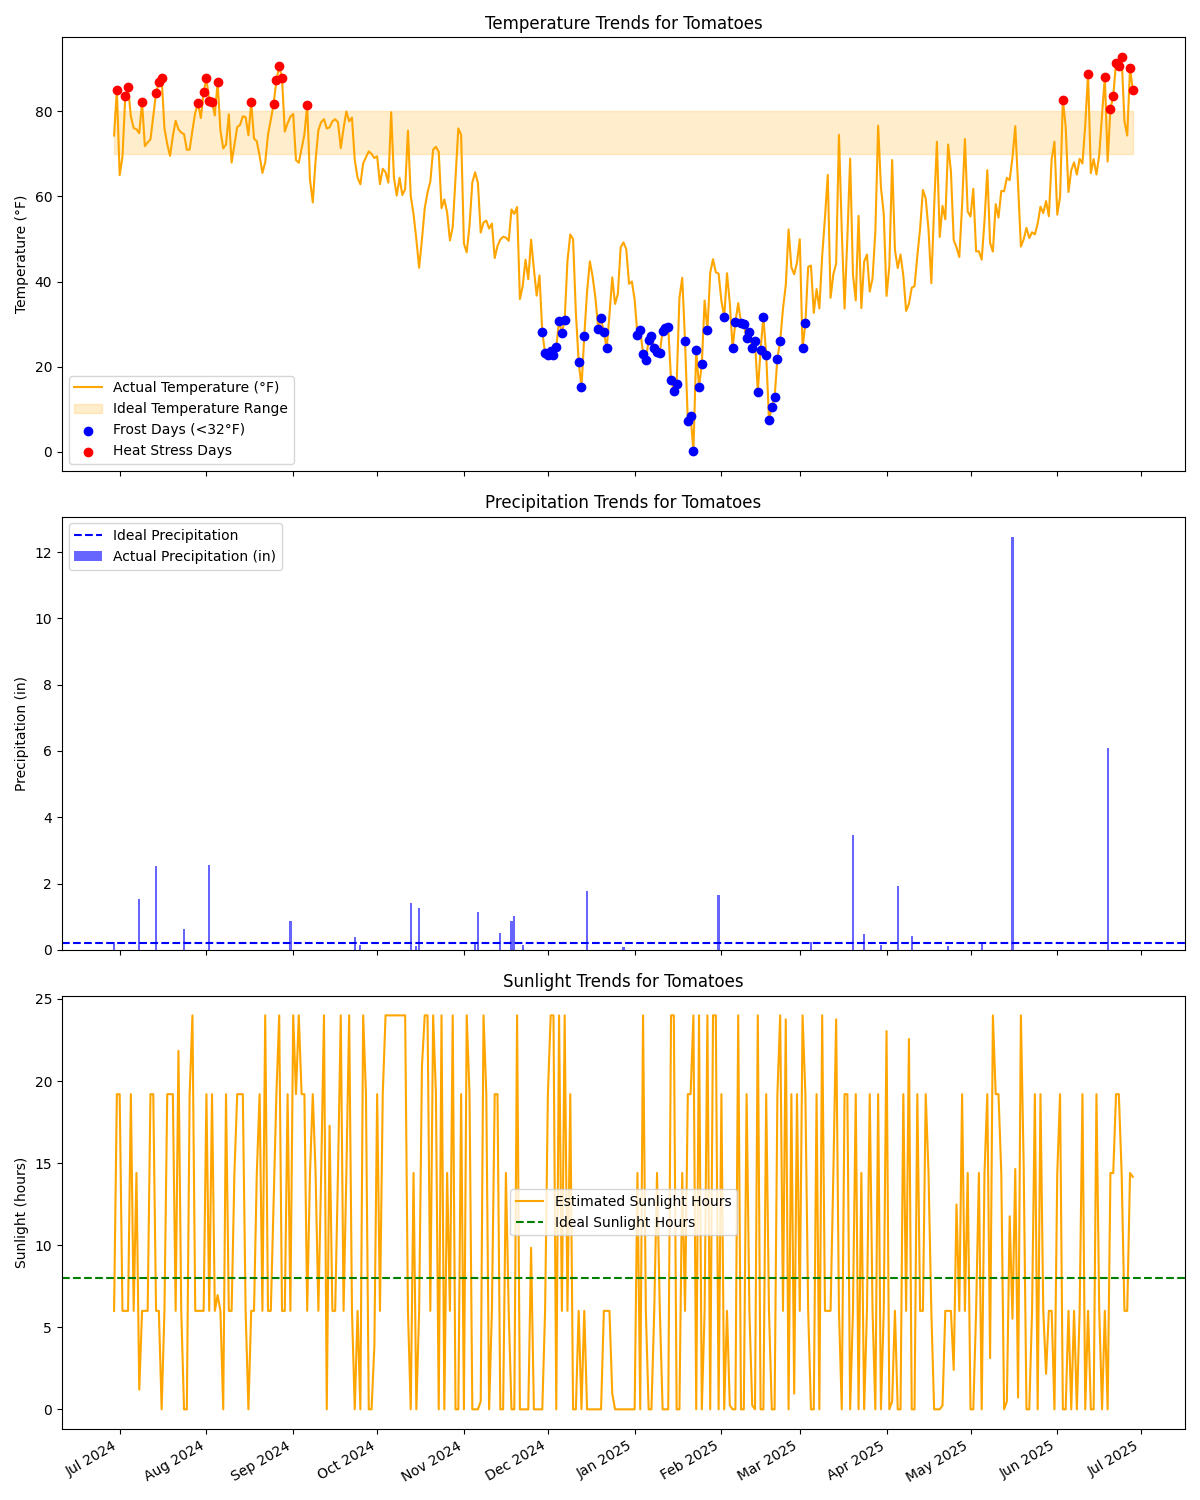 Temperature Trends for Tomatoes
Temperature (°F)
80
60
40
20
0
Actual Temperature (°F)
Ideal Temperature Range
Frost Days (<32°F)
Heat Stress Days
Precipitation Trends for Tomatoes
Precipitation (in)
12
10
8
6
4
2
0
Ideal Precipitation
Actual Precipitation (in)
Sunlight Trends for Tomatoes
Sunlight (hours)
25
20
15
10
5
0
Estimated Sunlight Hours
Ideal Sunlight Hours
Jul 2024
Aug 2024
Sep 2024
Oct 2024
Nov 2024
Dec 2024
Jan 2025
Feb 2025
Mar 2025
Apr 2025
May 2025
Jun 2025
Jul 2025